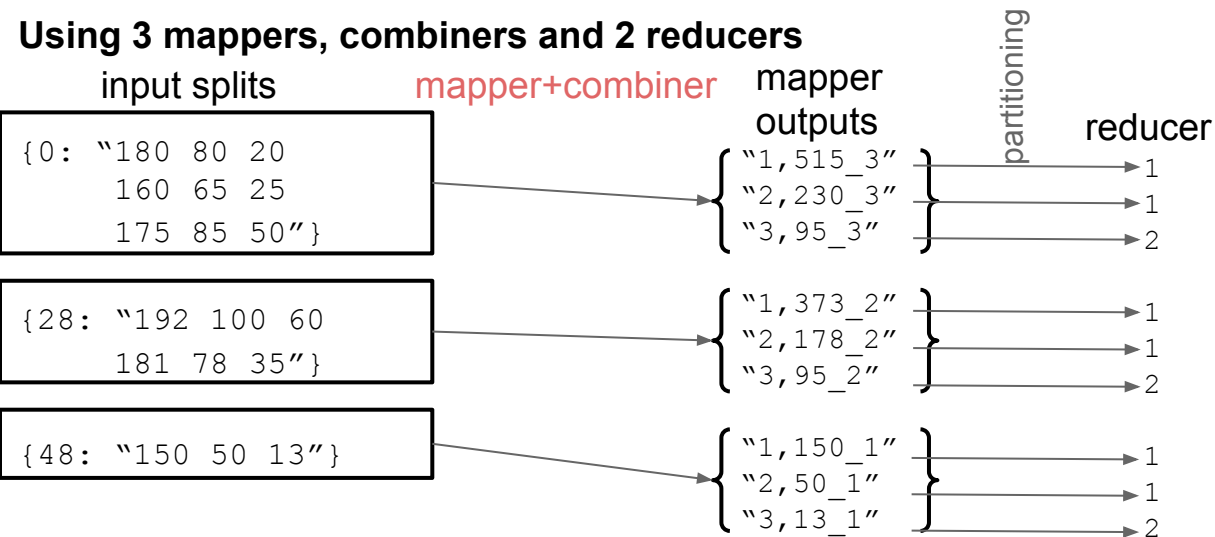 Using 3 mappers, combiners and 2 reducers
partitioning
input splits
mapper+combiner
mapper
outputs
reducer
{0: “180 80 20
160 65 25
175 85 50”}
“1,515_3”
1
“2,230_3”
1
“3,95_3”
2
{28: “192 100 60
181 78 35”}
“1,373_2”
1
“2,178_2”
1
“3,95_2”
2
{48: “150 50 13”}
“1,150_1”
1
“2,50_1”
1
“3,13_1”
2